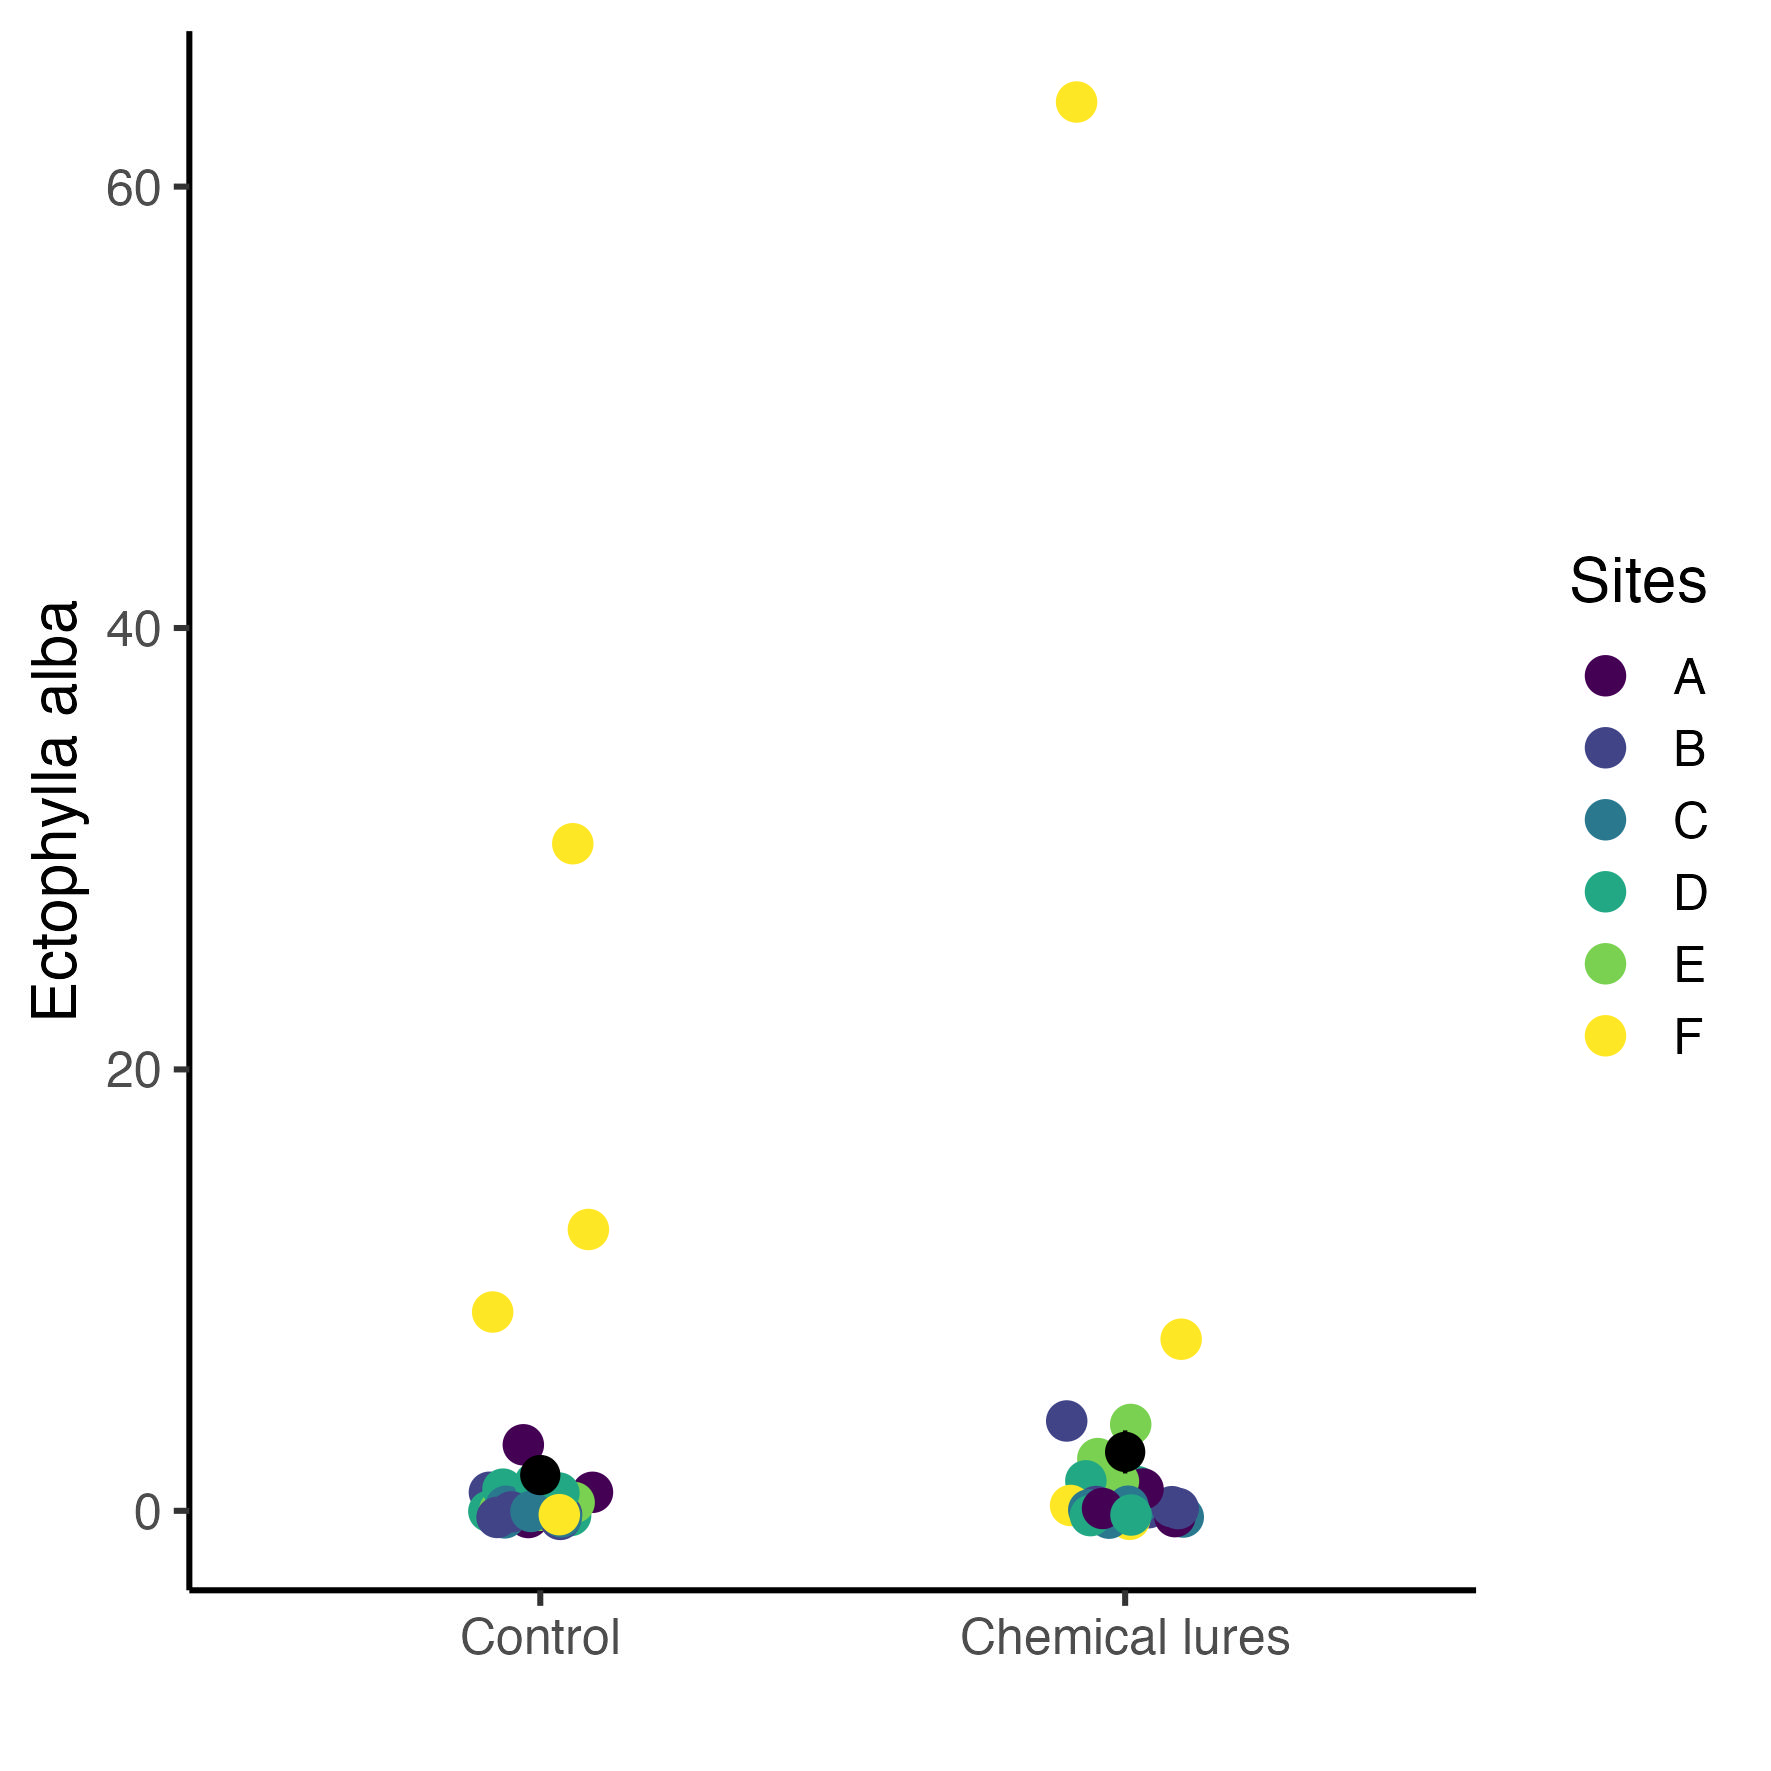 Ectophylla alba
60
40
20
0
Control
Chemical lures
Sites
A
B
C
D
E
F